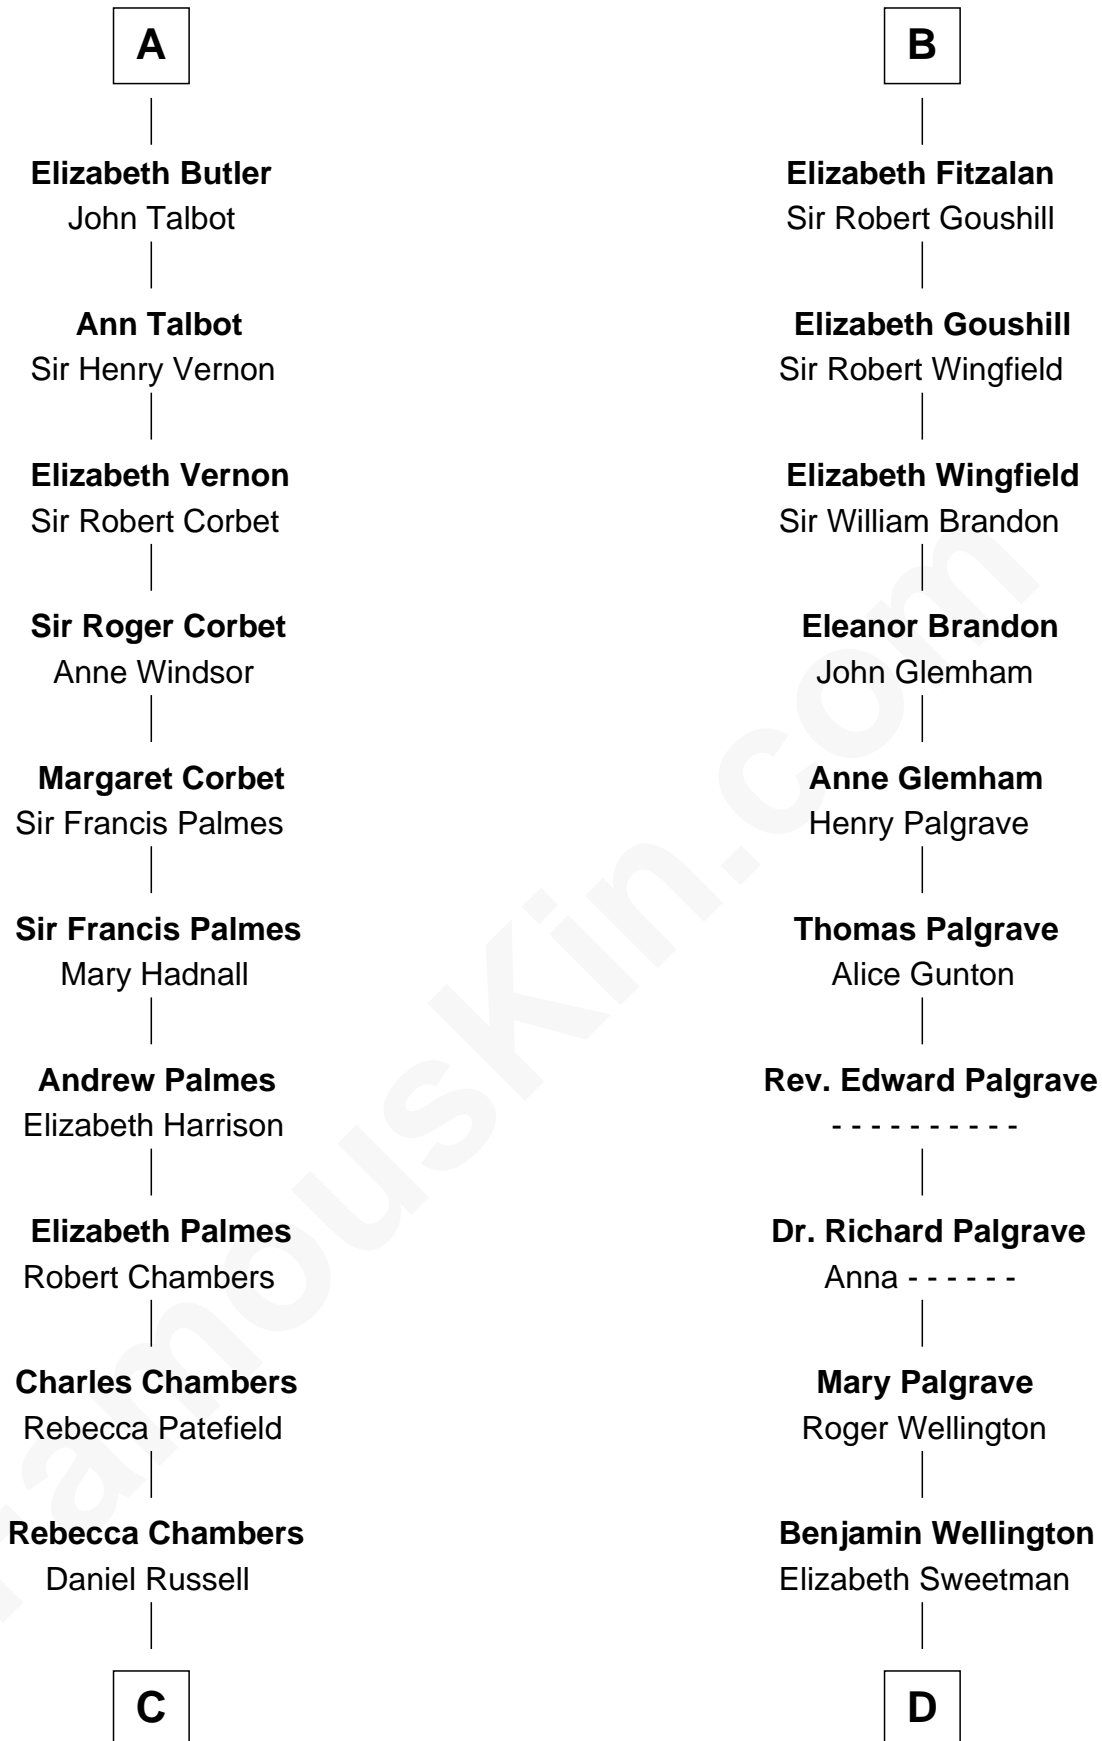 A
Elizabeth Butler
John Talbot
Ann Talbot
Sir Henry Vernon
Elizabeth Vernon
Sir Robert Corbet
Sir Roger Corbet
Anne Windsor
Margaret Corbet
Sir Francis Palmes
Sir Francis Palmes
Mary Hadnall
Andrew Palmes
Elizabeth Harrison
Elizabeth Palmes
Robert Chambers
Charles Chambers
Rebecca Patefield
Rebecca Chambers
Daniel Russell
C
B
Elizabeth Fitzalan
Sir Robert Goushill
Elizabeth Goushill
Sir Robert Wingfield
Elizabeth Wingfield
Sir William Brandon
Eleanor Brandon
John Glemham
Anne Glemham
Henry Palgrave
Thomas Palgrave
Alice Gunton
Rev. Edward Palgrave
- - - - - - - - - -
Dr. Richard Palgrave
Anna - - - - - -
Mary Palgrave
Roger Wellington
Benjamin Wellington
Elizabeth Sweetman
D
FamousKin.com